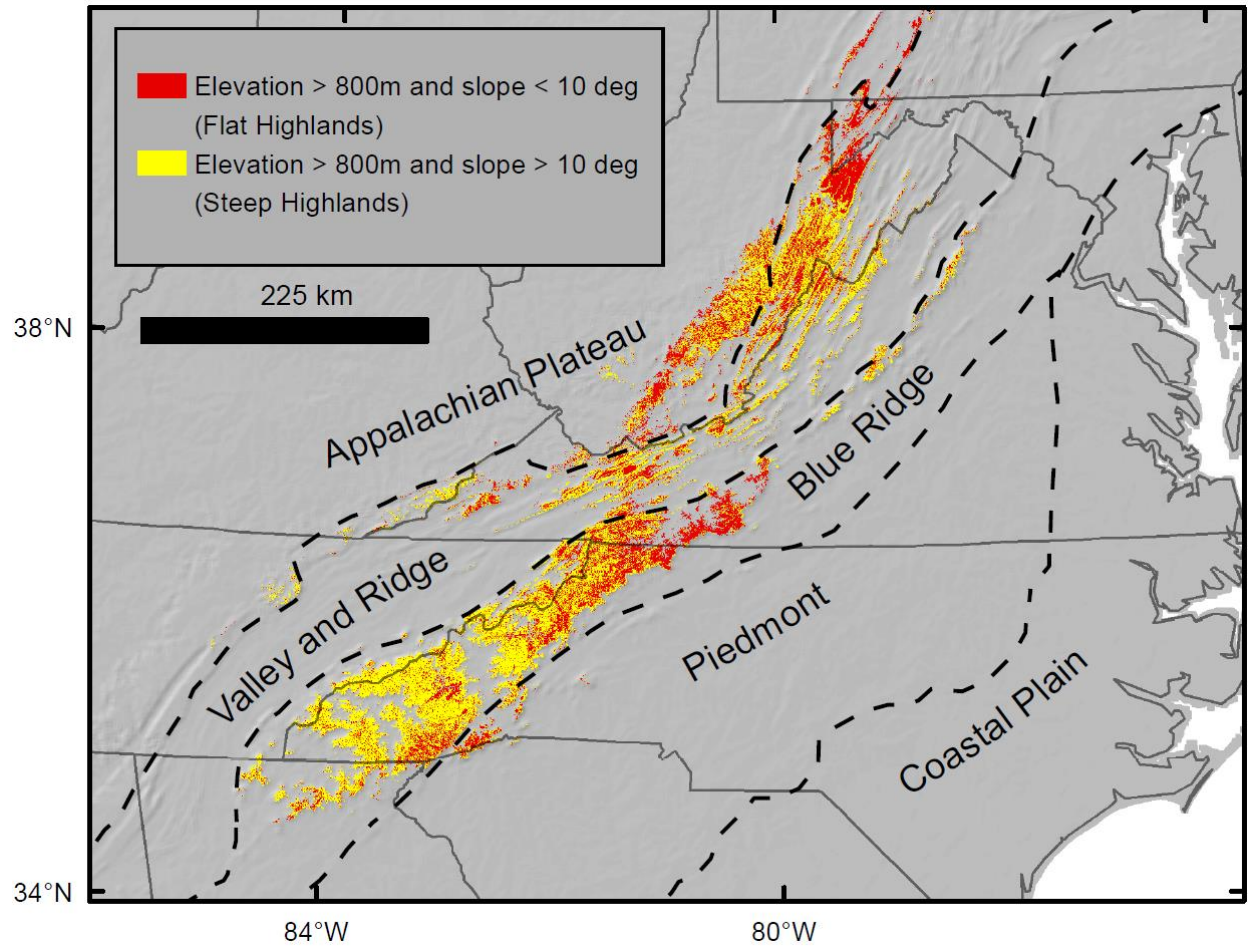 Elevation > 800m and slope < 10 deg
(Flat Highlands)
Elevation > 800m and slope > 10 deg
(Steep Highlands)
225 km
38°N
Appalachian Plateau
Blue Ridge
Valley and Ridge
Piedmont
Coastal Plain
34°N
84°W
80°W